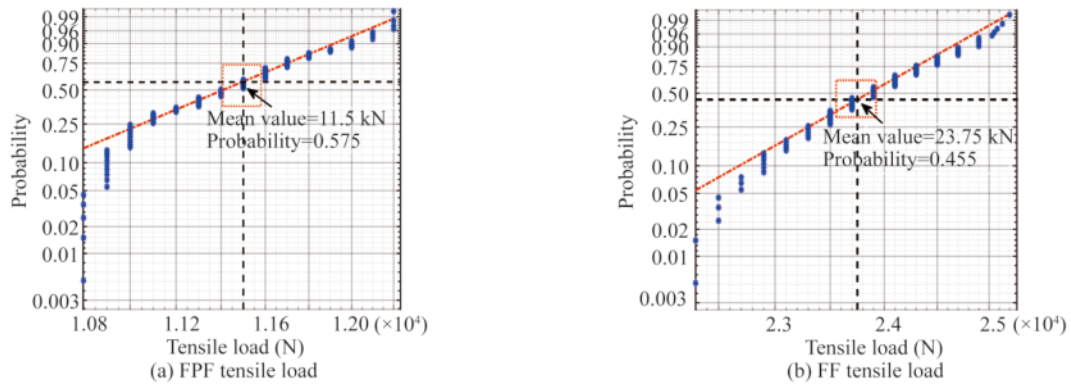 0.99
0.96
0.90
0.75
0.50
0.25
0.10
0.05
0.02
0.01
0.003
Probability
Mean value=11.5 kN
Probability=0.575
1.08 1.12 1.16 1.20 (×10⁴)
Tensile load (N)
(a) FPF tensile load
0.99
0.96
0.90
0.75
0.50
0.25
0.10
0.05
0.02
0.01
0.003
Probability
Mean value=23.75 kN
Probability=0.455
2.3 2.4 2.5 (×10⁴)
Tensile load (N)
(b) FF tensile load